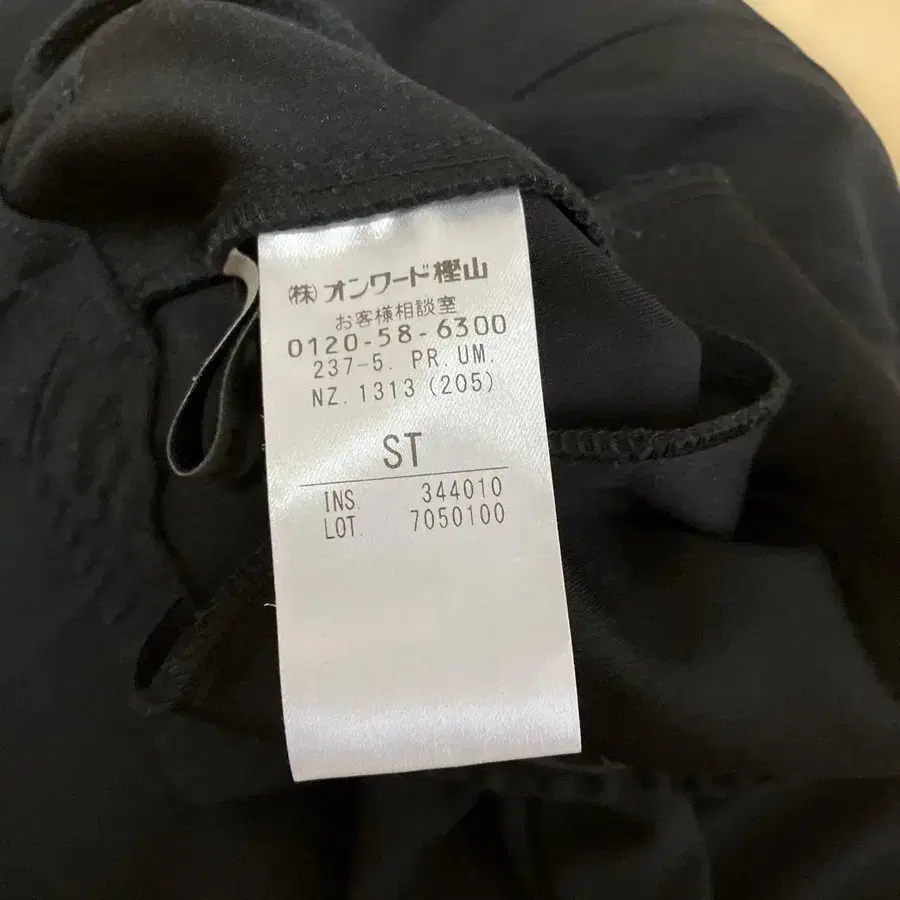 (株)オンワード樫山
お客様相談室
0120-58-6300
237-5. PR. UM.
NZ. 1313 (205)
ST
INS. 344010
LOT. 7050100